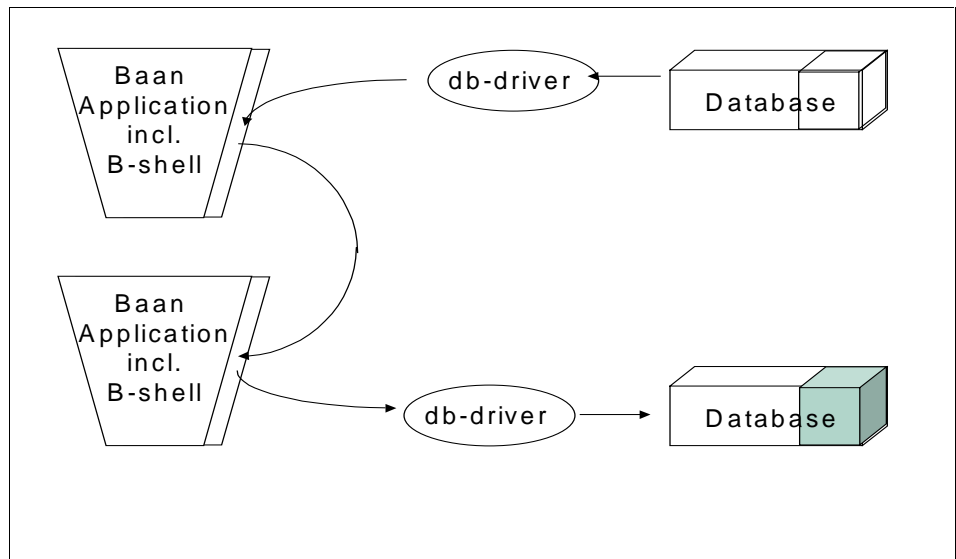 Baan
Application
incl.
B-shell
db-driver
Database
Baan
Application
incl.
B-shell
db-driver
Database